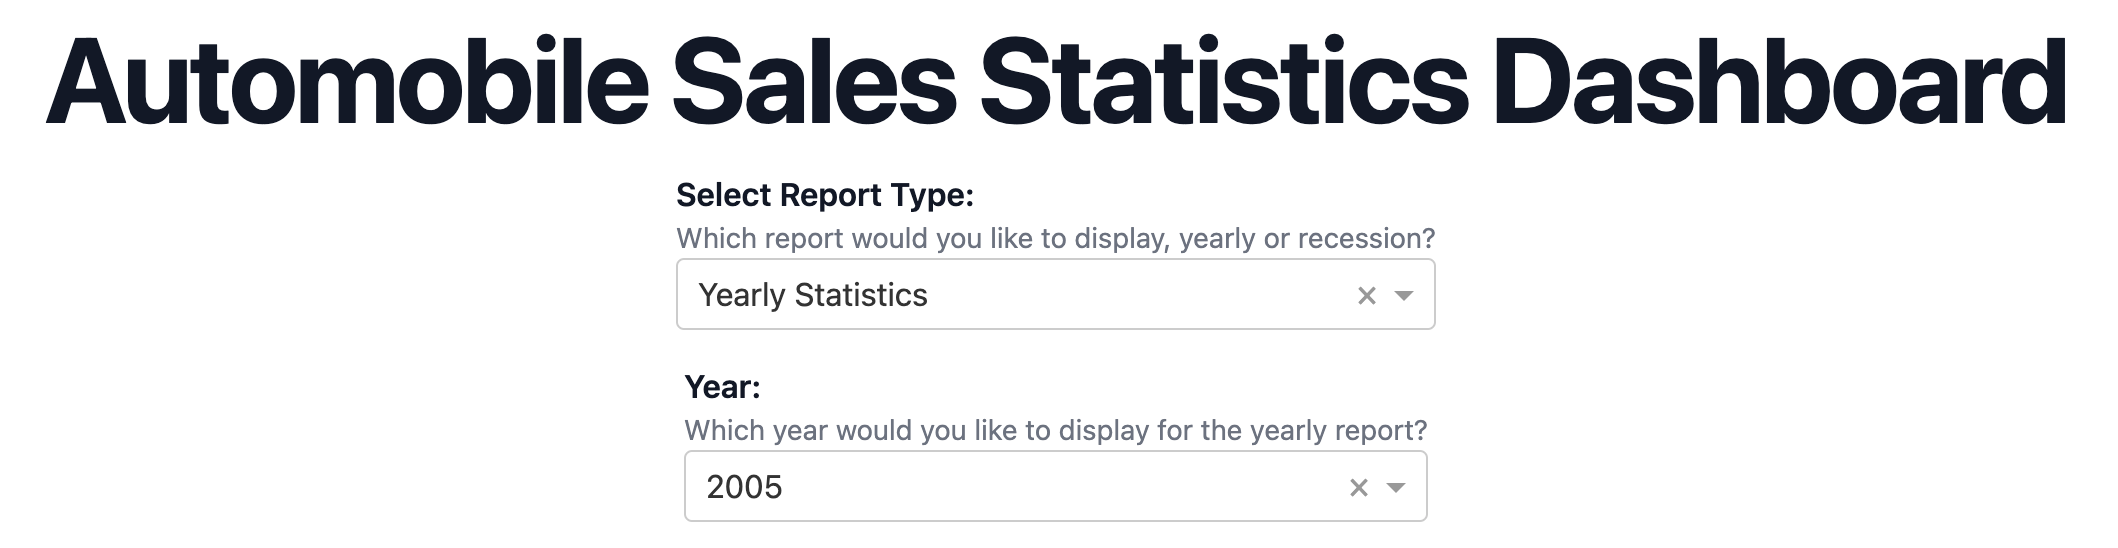 Automobile Sales Statistics Dashboard
Select Report Type:
Which report would you like to display, yearly or recession?
Yearly Statistics
Year:
Which year would you like to display for the yearly report?
2005